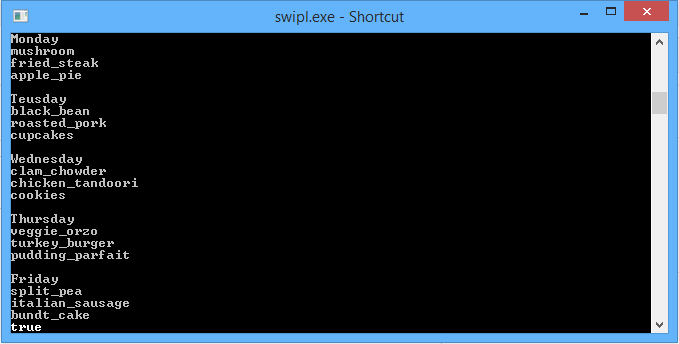 swipl.exe - Shortcut
Monday
mushroom
fried_steak
apple_pie
Teusday
black_bean
roasted_pork
cupcakes
Wednesday
clam_chowder
chicken_tandoori
cookies
Thursday
veggie_orzo
turkey_burger
pudding_parfait
Friday
split_pea
italian_sausage
bundt_cake
true